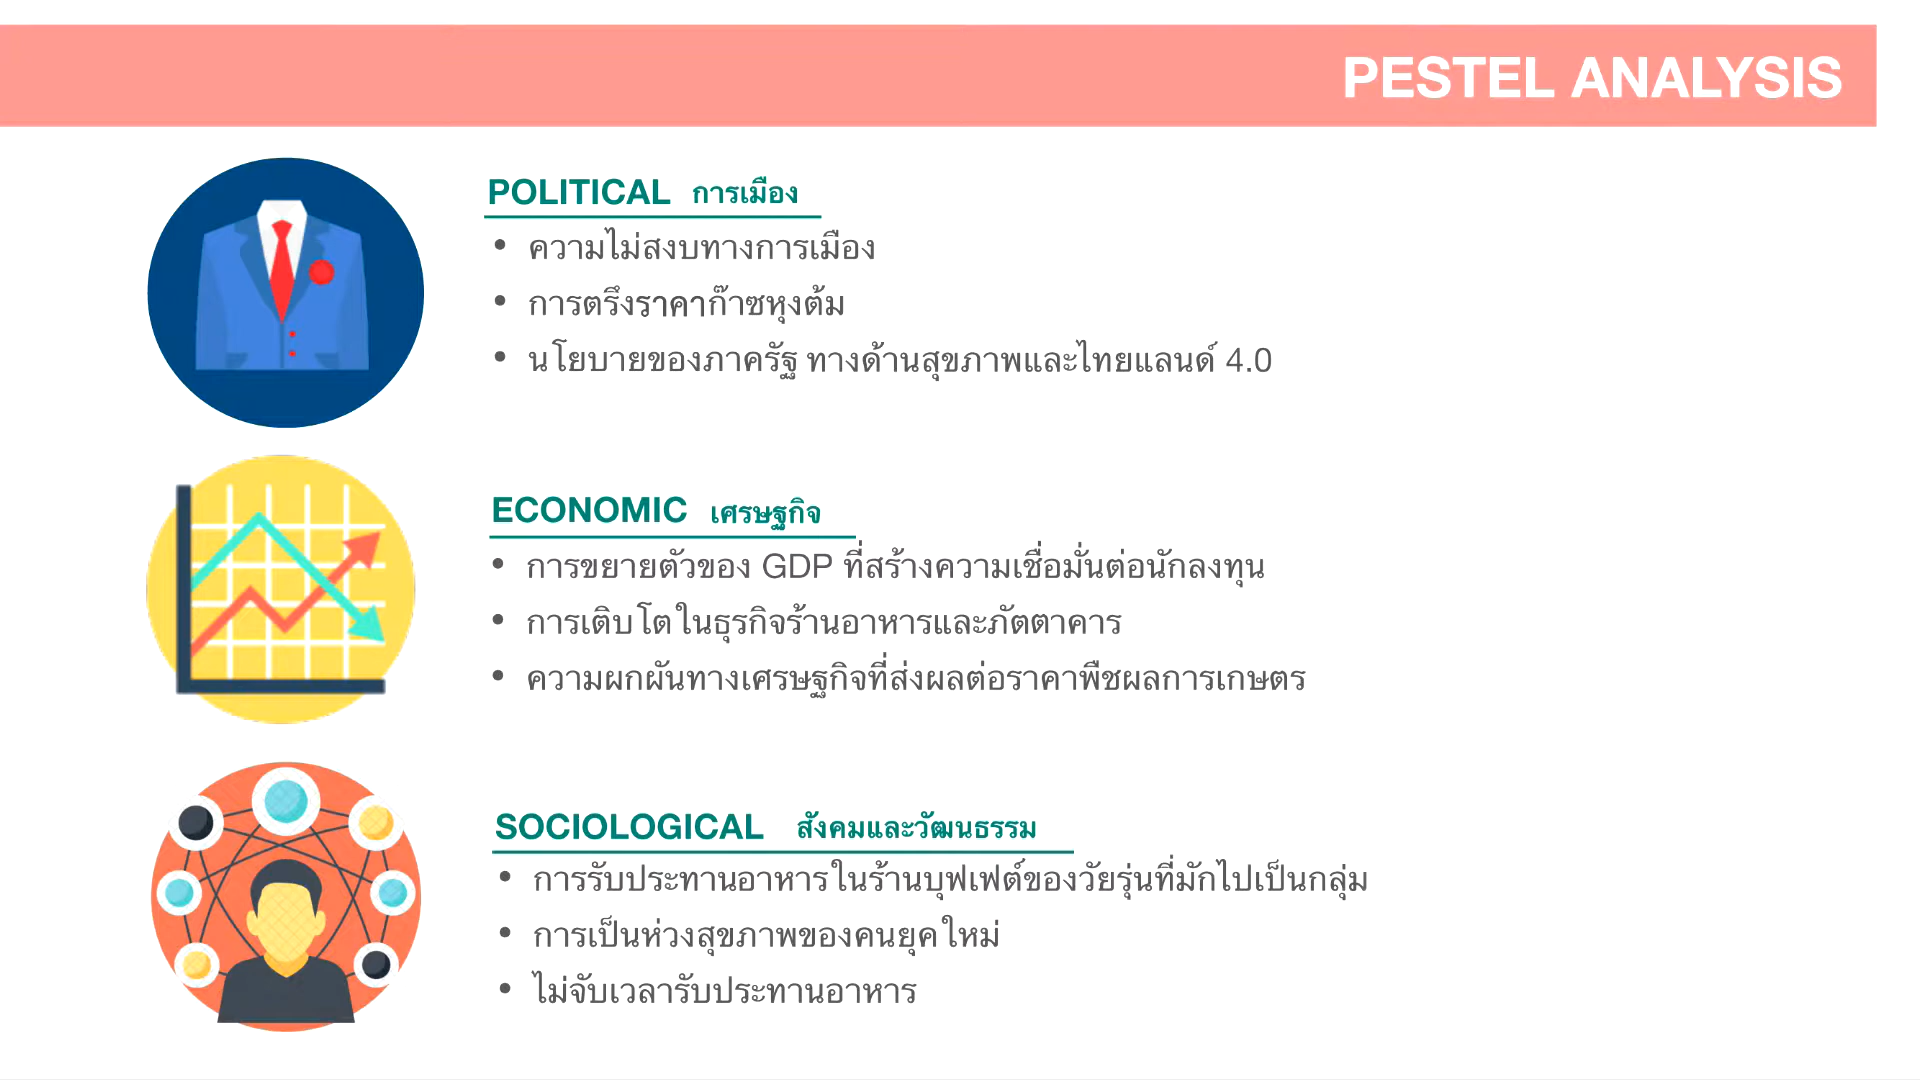 PESTEL ANALYSIS
POLITICAL การเมือง
• ความไม่สงบทางการเมือง
• การตรึงราคาก๊าซหุงต้ม
• นโยบายของภาครัฐ ทางด้านสุขภาพและไทยแลนด์ 4.0
ECONOMIC เศรษฐกิจ
• การขยายตัวของ GDP ที่สร้างความเชื่อมั่นต่อนักลงทุน
• การเติบโตในธุรกิจร้านอาหารและภัตตาคาร
• ความผกผันทางเศรษฐกิจที่ส่งผลต่อราคาพืชผลการเกษตร
SOCIOLOGICAL สังคมและวัฒนธรรม
• การรับประทานอาหารในร้านบุฟเฟต์ของวัยรุ่นที่มักไปเป็นกลุ่ม
• การเป็นห่วงสุขภาพของคนยุคใหม่
• ไม่จับเวลารับประทานอาหาร